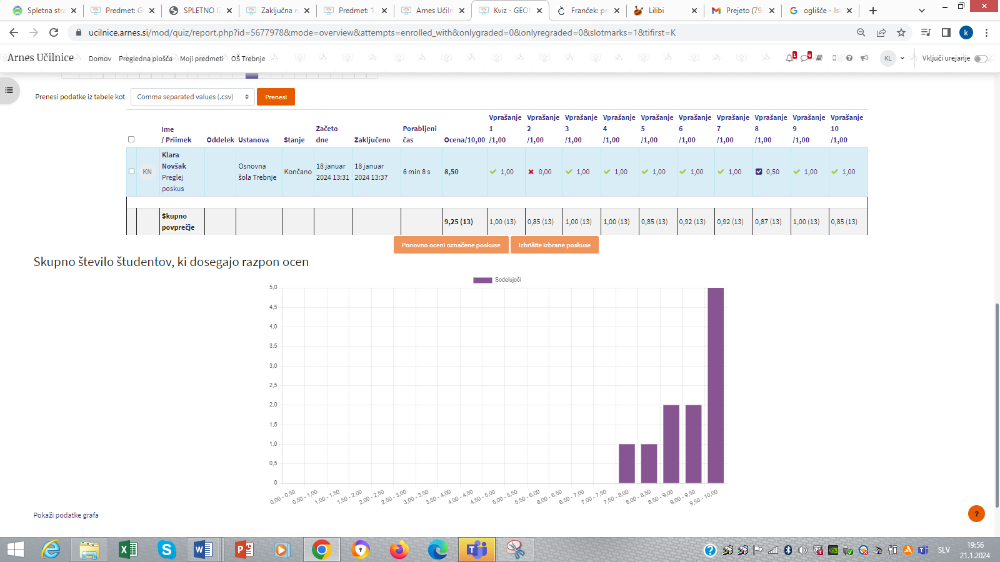 Spletna stra
Predmet: G
SPLETNO IZ
Zaključna n
Predmet: 1.
Arnes Učiln
Kviz - GEOM
Franček: pr
Lilibi
Prejeto (79
oglišče - Isk
ucilnice.arnes.si/mod/quiz/report.php?id=5677978&mode=overview&attempts=enrolled_with&onlygraded=0&onlyregraded=0&slotmarks=1&tifirst=K
k
Arnes Učilnice
Domov Pregledna plošča Moji predmeti OŠ Trebnje
1 6
KL
Vključi urejanje
Prenesi podatke iz tabele kot
Comma separated values (.csv)
Prenesi
Ime / Priimek
Oddelek
Ustanova
Stanje
Začeto dne
Zaključeno
Porabljeni čas
Ocena/10,00
Vprašanje 1 /1,00
Vprašanje 2 /1,00
Vprašanje 3 /1,00
Vprašanje 4 /1,00
Vprašanje 5 /1,00
Vprašanje 6 /1,00
Vprašanje 7 /1,00
Vprašanje 8 /1,00
Vprašanje 9 /1,00
Vprašanje 10 /1,00
KN
Klara Novšak
Preglej poskus
Osnovna šola Trebnje
Končano
18 januar 2024 13:31
18 januar 2024 13:37
6 min 8 s
8,50
1,00
0,00
1,00
1,00
1,00
1,00
1,00
0,50
1,00
1,00
Skupno povprečje
9,25 (13)
1,00 (13)
0,85 (13)
1,00 (13)
1,00 (13)
0,85 (13)
0,92 (13)
0,92 (13)
0,87 (13)
1,00 (13)
0,85 (13)
Ponovno oceni označene poskuse
Izbrišite izbrane poskuse
Skupno število študentov, ki dosegajo razpon ocen
Sodelujoči
5,0
4,5
4,0
3,5
3,0
2,5
2,0
1,5
1,0
0,5
0
0,00 - 0,50
0,50 - 1,00
1,00 - 1,50
1,50 - 2,00
2,00 - 2,50
2,50 - 3,00
3,00 - 3,50
3,50 - 4,00
4,00 - 4,50
4,50 - 5,00
5,00 - 5,50
5,50 - 6,00
6,00 - 6,50
6,50 - 7,00
7,00 - 7,50
7,50 - 8,00
8,00 - 8,50
8,50 - 9,00
9,00 - 9,50
9,50 - 10,00
Pokaži podatke grafa
?
SLV
19:56
21.1.2024